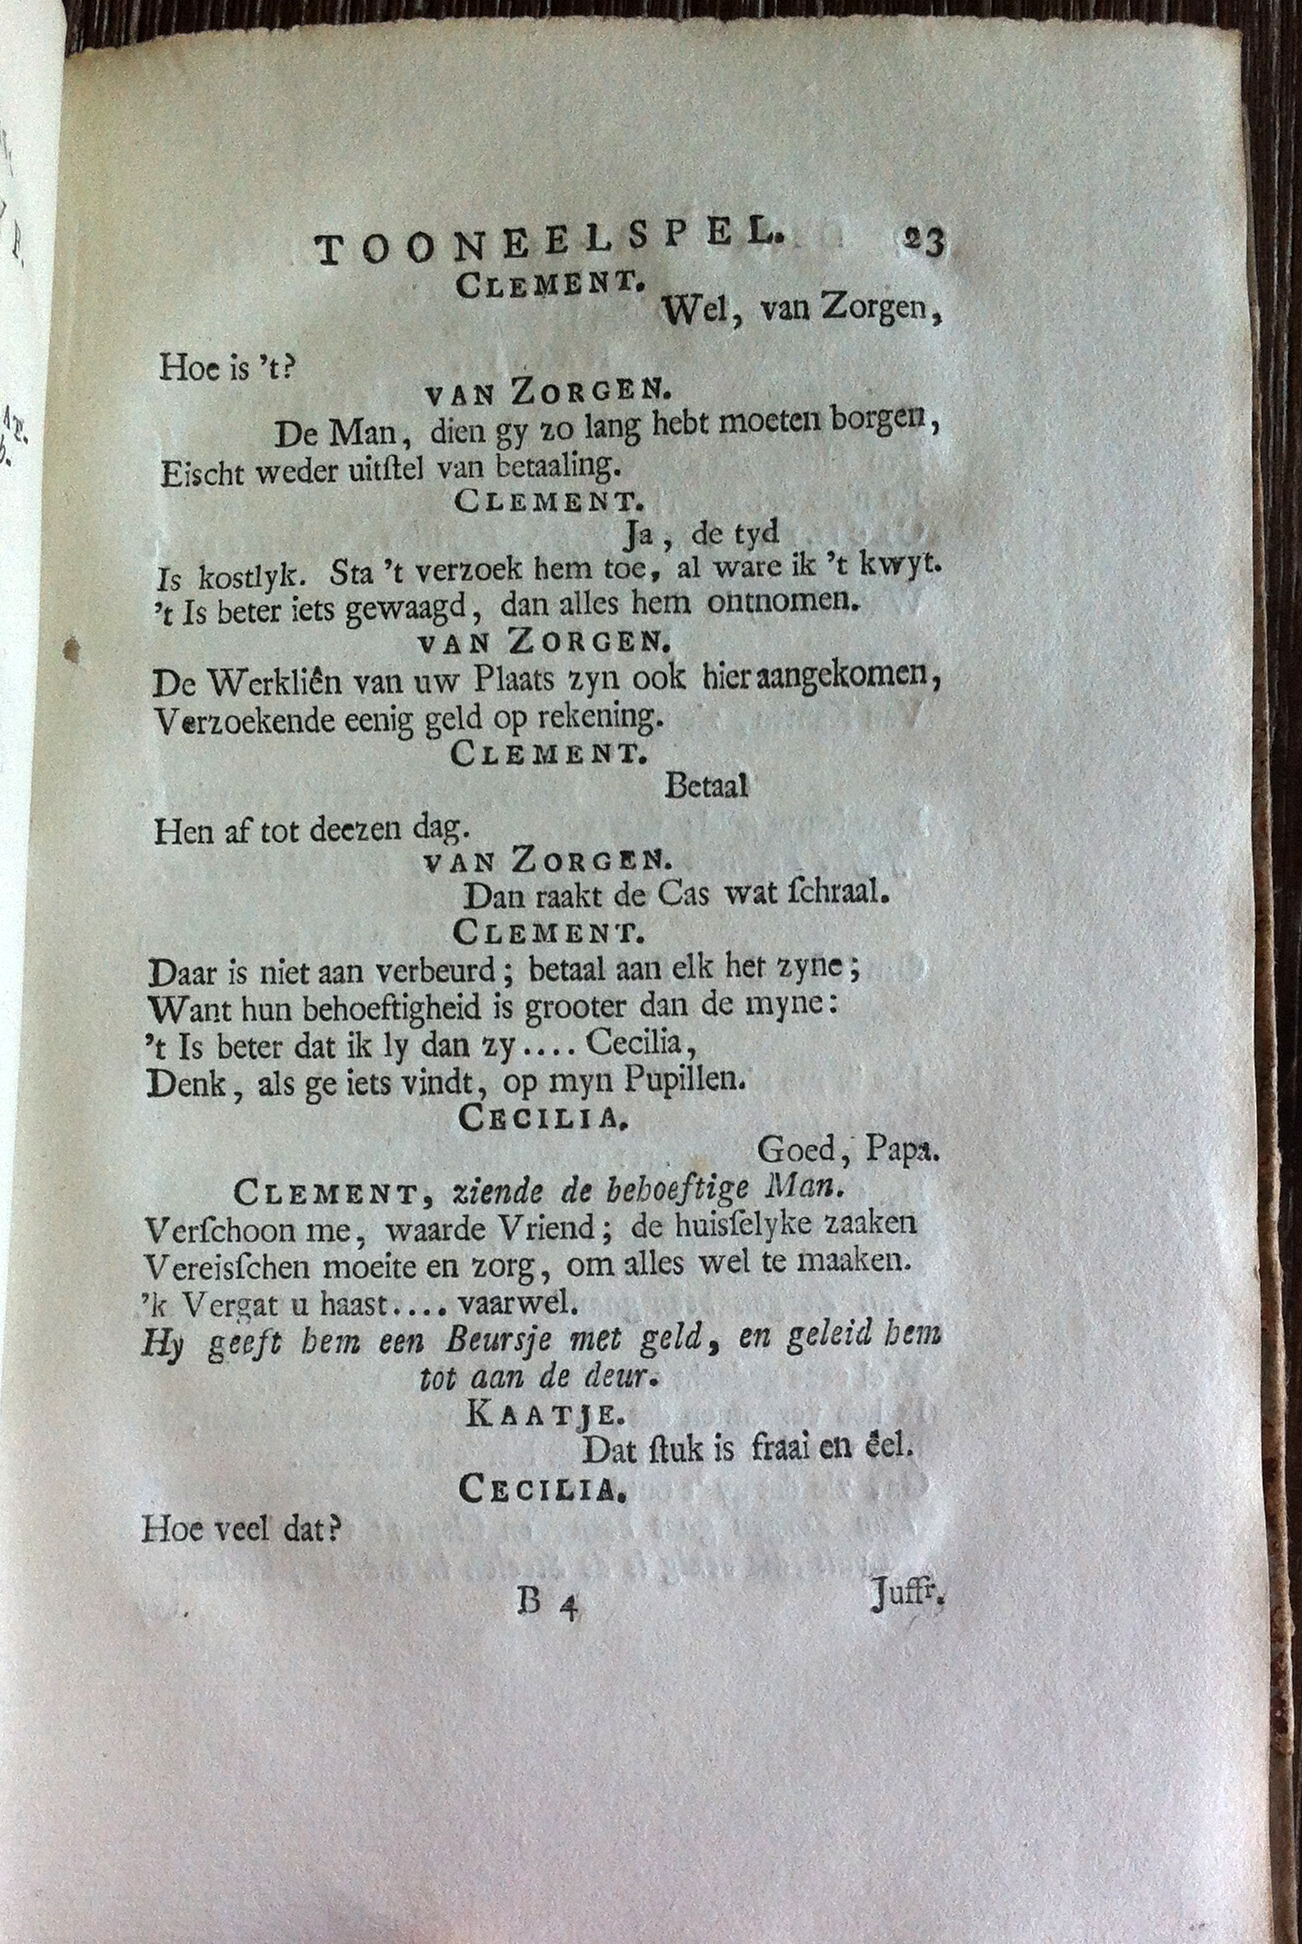 TOONEELSPEL. 23
CLEMENT.
Wel, van Zorgen,
Hoe is 't?
VAN ZORGEN.
De Man, dien gy zo lang hebt moeten borgen,
Eischt weder uitſtel van betaaling.
CLEMENT.
Ja, de tyd
Is kostlyk. Sta 't verzoek hem toe, al ware ik 't kwyt.
't Is beter iets gewaagd, dan alles hem ontnomen.
VAN ZORGEN.
De Werkliên van uw Plaats zyn ook hier aangekomen,
Verzoekende eenig geld op rekening.
CLEMENT.
Betaal
Hen af tot deezen dag.
VAN ZORGEN.
Dan raakt de Cas wat ſchraal.
CLEMENT.
Daar is niet aan verbeurd; betaal aan elk het zyne;
Want hun behoeftigheid is grooter dan de myne:
't Is beter dat ik ly dan zy.... Cecilia,
Denk, als ge iets vindt, op myn Pupillen.
CECILIA.
Goed, Papa.
CLEMENT, ziende de behoeftige Man.
Verſchoon me, waarde Vriend; de huisſelyke zaaken
Vereisſchen moeite en zorg, om alles wel te maaken.
'k Vergat u haast.... vaarwel.
Hy geeft hem een Beursje met geld, en geleid hem
tot aan de deur.
KAATJE.
Dat ſtuk is fraai en êel.
CECILIA.
Hoe veel dat?
B 4 Juffr.